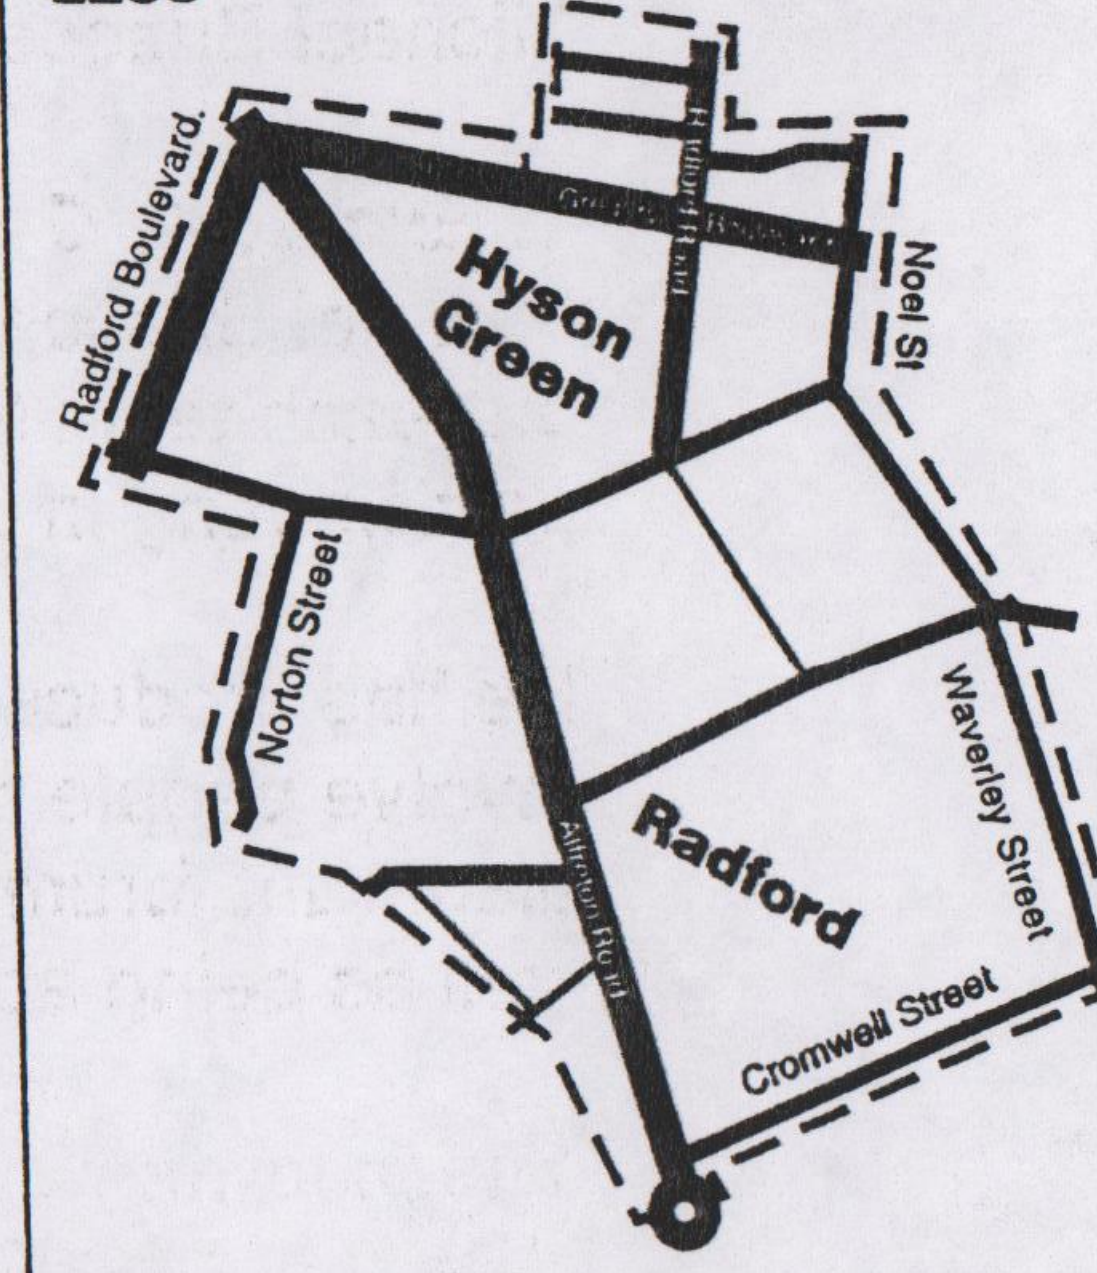 Radford Boulevard.
Hyson
Green
Noel St
Norton Street
Waverley Street
Radford
Alfreton Road
Cromwell Street